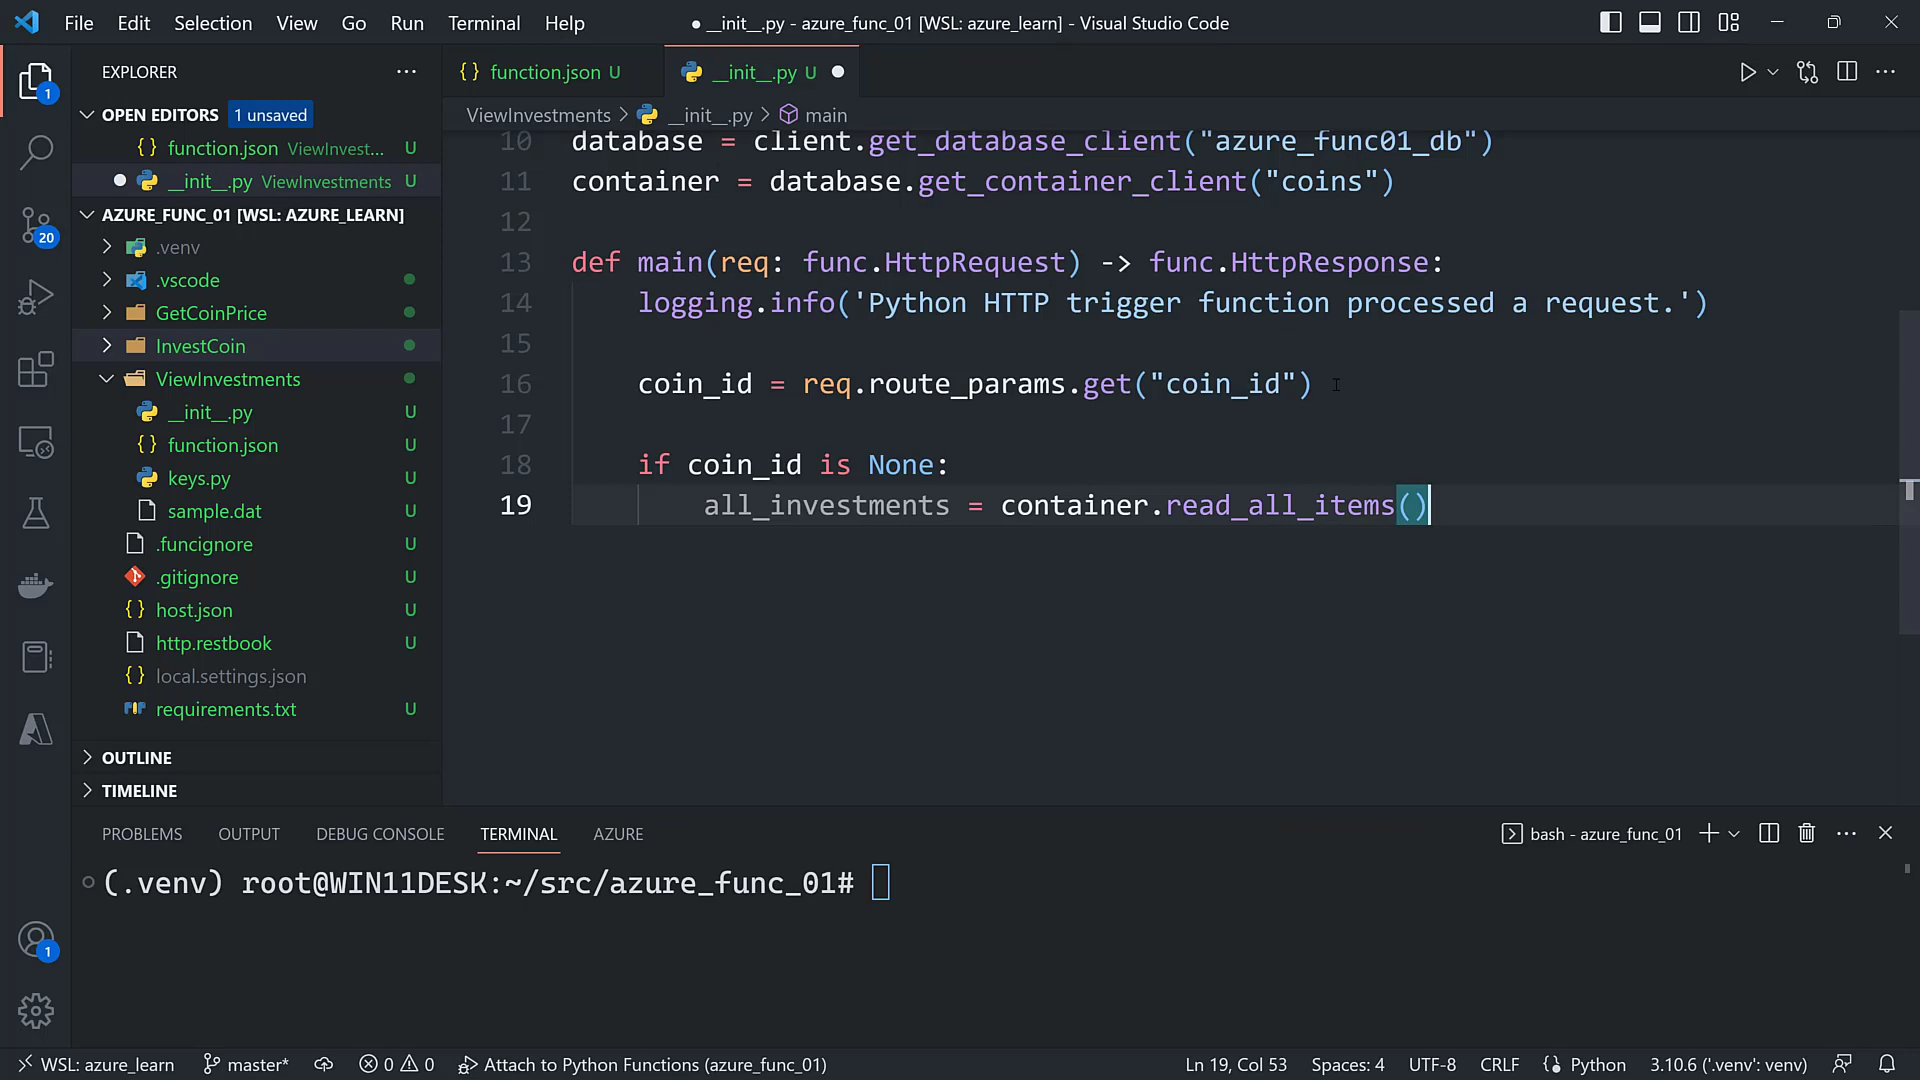 File Edit Selection View Go Run Terminal Help
● __init__.py - azure_func_01 [WSL: azure_learn] - Visual Studio Code
EXPLORER
function.json U
__init__.py U
OPEN EDITORS 1 unsaved
ViewInvestments > __init__.py > main
function.json ViewInvest... U
__init__.py ViewInvestments U
AZURE_FUNC_01 [WSL: AZURE_LEARN]
.venv
.vscode
GetCoinPrice
InvestCoin
ViewInvestments
__init__.py U
function.json U
keys.py U
sample.dat U
.funcignore U
.gitignore U
host.json U
http.restbook U
local.settings.json
requirements.txt U
OUTLINE
TIMELINE
1
20
1
10 database = client.get_database_client("azure_func01_db")
11 container = database.get_container_client("coins")
12
13 def main(req: func.HttpRequest) -> func.HttpResponse:
14 logging.info('Python HTTP trigger function processed a request.')
15
16 coin_id = req.route_params.get("coin_id")
17
18 if coin_id is None:
19 all_investments = container.read_all_items()
PROBLEMS OUTPUT DEBUG CONSOLE TERMINAL AZURE
bash - azure_func_01
(.venv) root@WIN11DESK:~/src/azure_func_01#
WSL: azure_learn master* 0 0 Attach to Python Functions (azure_func_01)
Ln 19, Col 53 Spaces: 4 UTF-8 CRLF Python 3.10.6 ('.venv': venv)